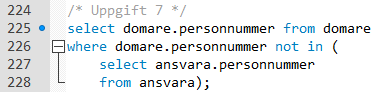 224 /* Uppgift 7 */
225 select domare.personnummer from domare
226 where domare.personnummer not in (
227 select ansvara.personnummer
228 from ansvara);